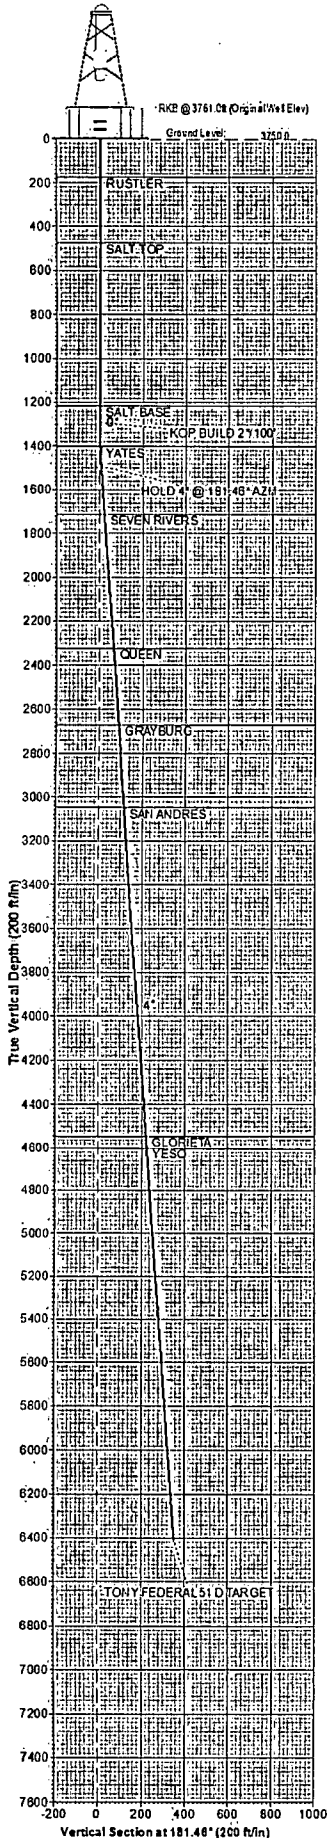 RKB @ 3761.0ft (Original Well Elev)
Ground Level: 3750.0
0
200
RUSTLER
400
SALT TOP
600
800
1000
1200
SALT BASE
0°
KOP BUILD 2°/100'
1400
YATES
1600
HOLD 4° @ 181.46° AZM
SEVEN RIVERS
1800
2000
2200
QUEEN
2400
2600
GRAYBURG
2800
3000
SAN ANDRES
3200
3400
3600
3800
4°
4000
4200
4400
GLORIETA
4600
YESO
4800
5000
5200
5400
5600
5800
6000
6200
6400
6600
TONY FEDERAL 51 D TARGET
6800
7000
7200
7400
7600
True Vertical Depth (200 ft/in)
-200 0 200 400 600 800 1000
Vertical Section at 181.46° (200 ft/in)